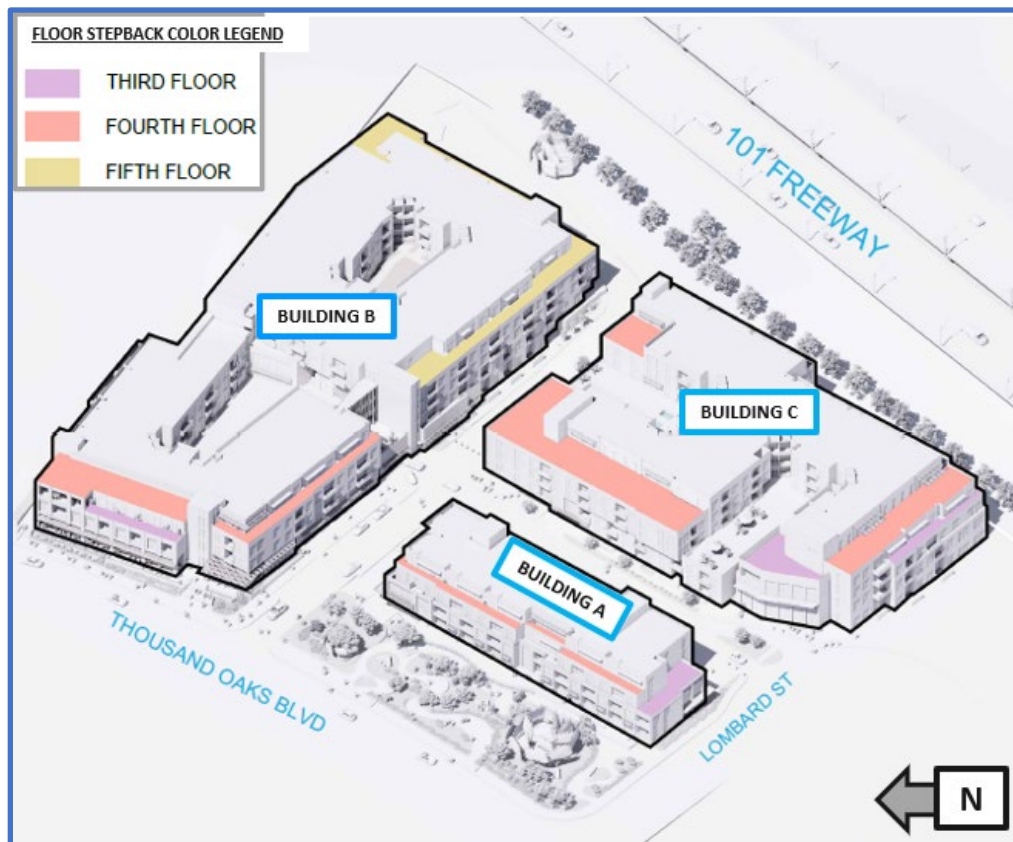 FLOOR STEPBACK COLOR LEGEND
THIRD FLOOR
FOURTH FLOOR
FIFTH FLOOR
101 FREEWAY
BUILDING B
BUILDING C
BUILDING A
THOUSAND OAKS BLVD
LOMBARD ST
N